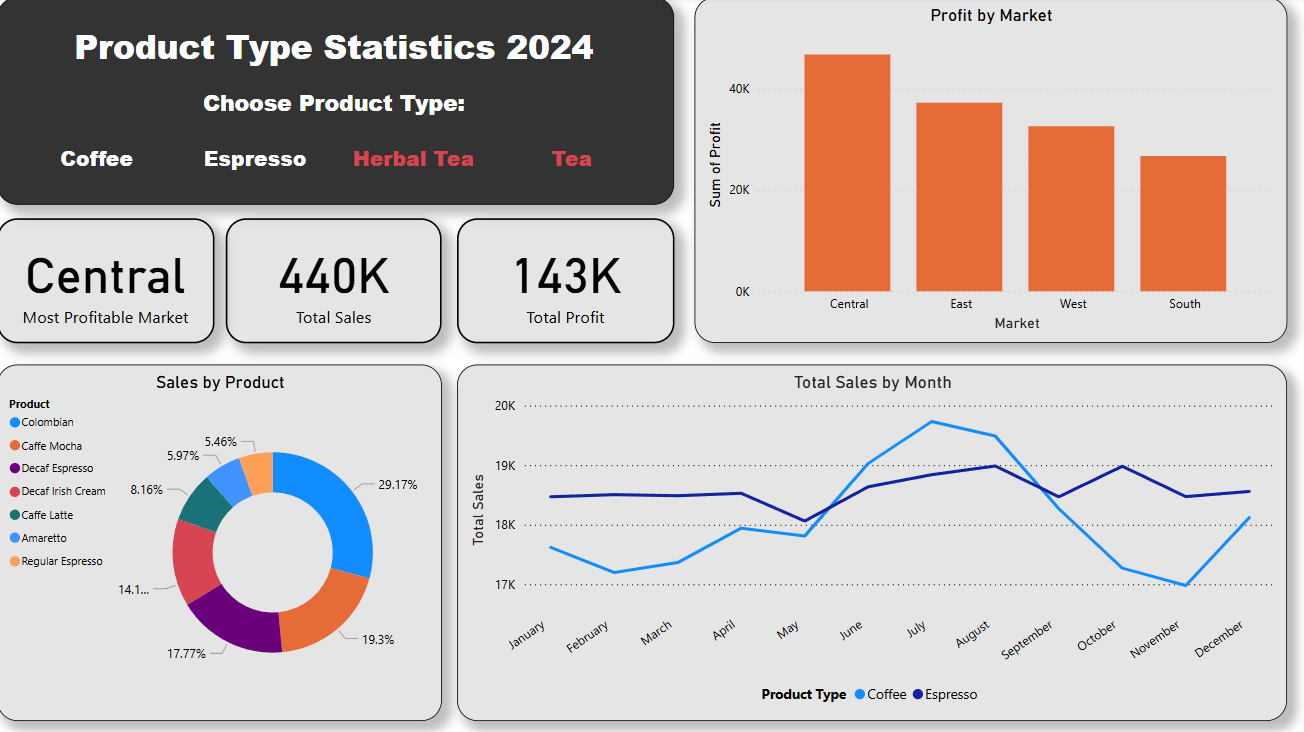 Product Type Statistics 2024
Choose Product Type:
Coffee Espresso Herbal Tea Tea
Central
Most Profitable Market
440K
Total Sales
143K
Total Profit
Profit by Market
Sum of Profit
40K
20K
0K
Central East West South
Market
Sales by Product
Product
Colombian
Caffe Mocha
Decaf Espresso
Decaf Irish Cream
Caffe Latte
Amaretto
Regular Espresso
5.46%
5.97%
8.16%
29.17%
14.1...
19.3%
17.77%
Total Sales by Month
Total Sales
20K
19K
18K
17K
January February March April May June July August September October November December
Product Type Coffee Espresso